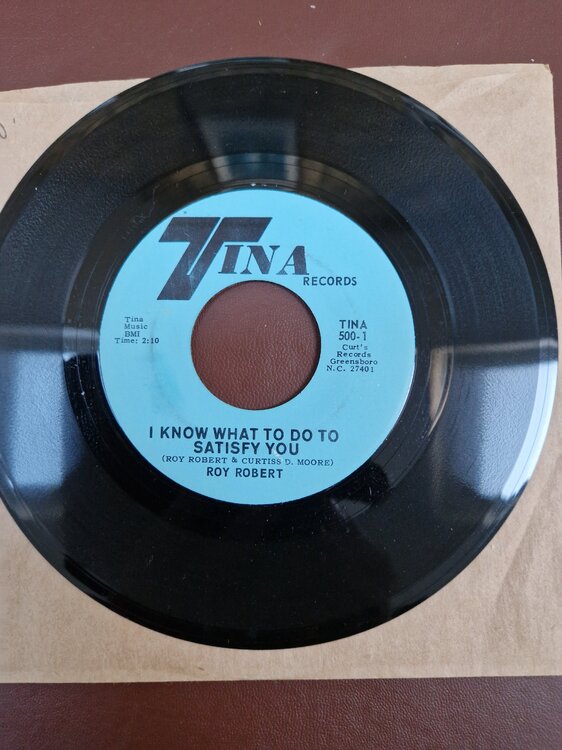 TINA
RECORDS
Tina
Music
BMI
Time: 2:10
TINA
500-1
Curt's
Records
Greensboro
N.C. 27401
I KNOW WHAT TO DO TO
SATISFY YOU
(ROY ROBERT & CURTISS D. MOORE)
ROY ROBERT